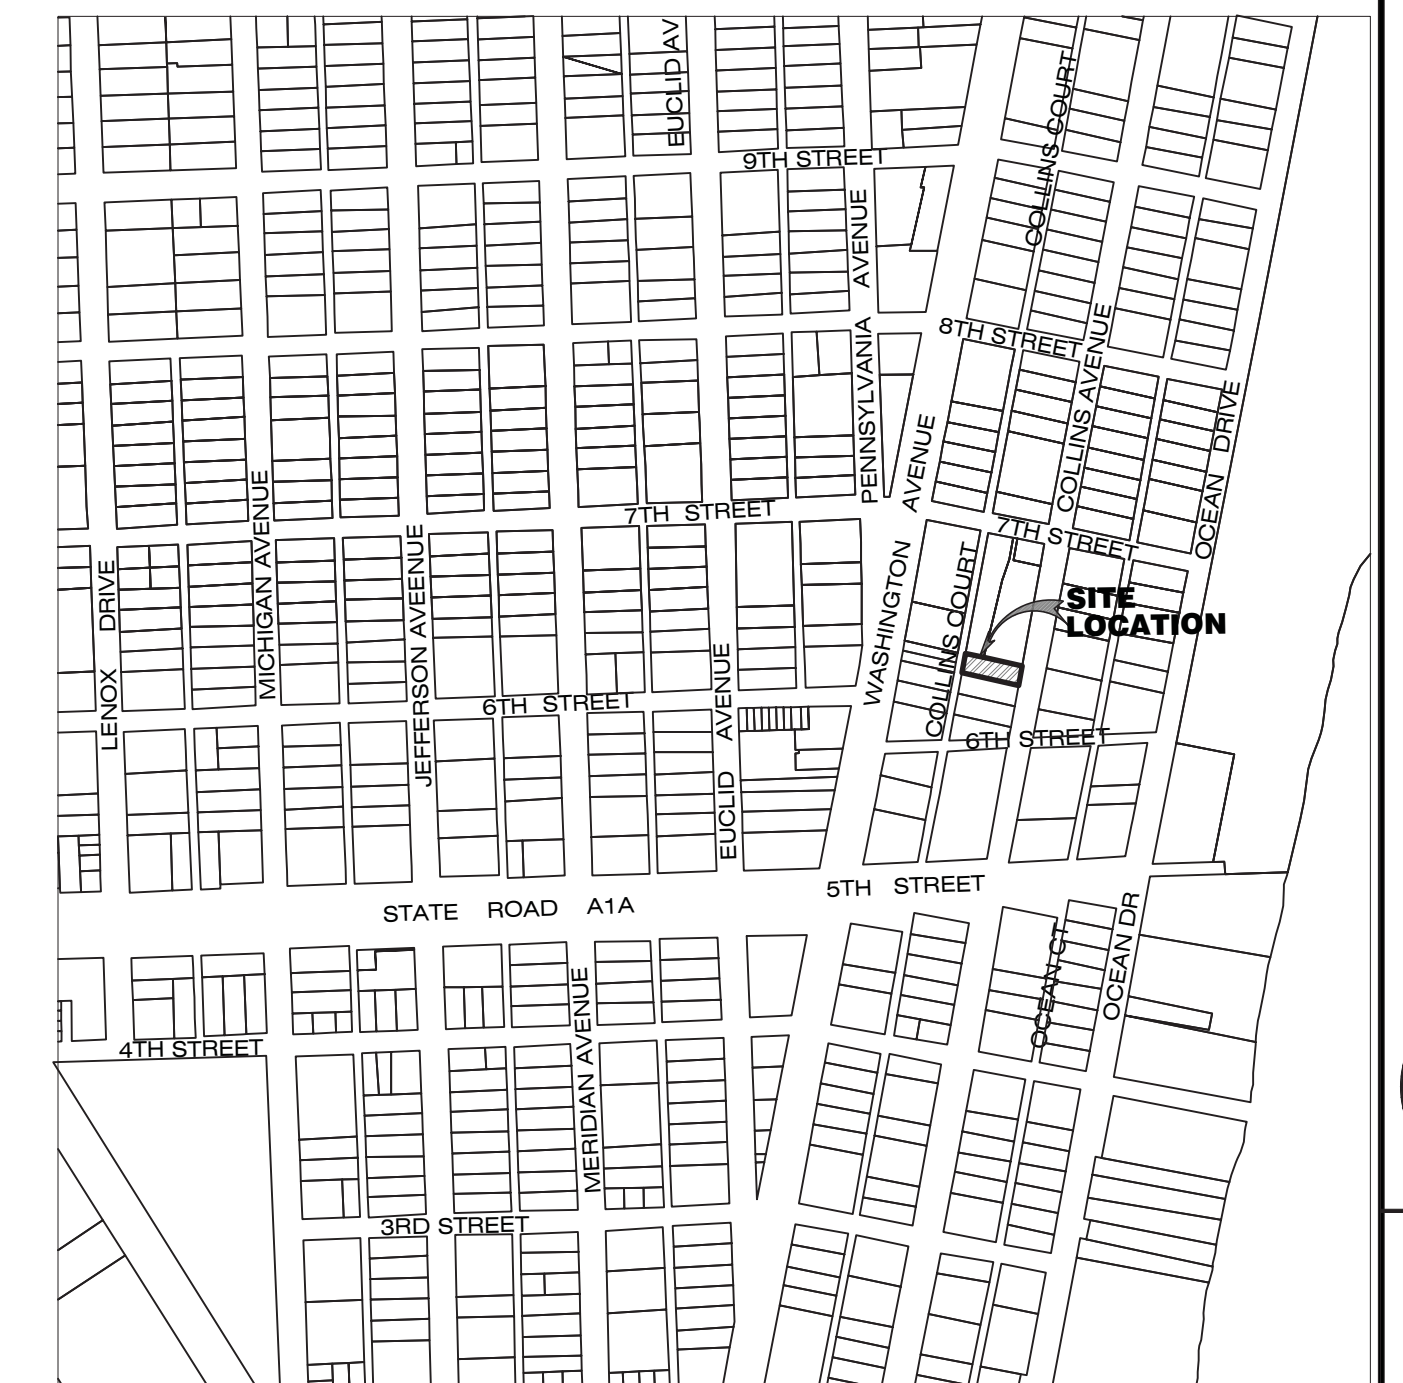 EUCLID AV
COLLINS COURT
9TH STREET
PENNSYLVANIA AVENUE
8TH STREET
COLLINS AVENUE
OCEAN DRIVE
WASHINGTON AVENUE
7TH STREET
7TH STREET
MICHIGAN AVENUE
JEFFERSON AVEENUE
LENOX DRIVE
COLLINS COURT
SITE
LOCATION
EUCLID AVENUE
6TH STREET
6TH STREET
5TH STREET
STATE ROAD A1A
OCEAN CT
OCEAN DR
MERIDIAN AVENUE
4TH STREET
3RD STREET